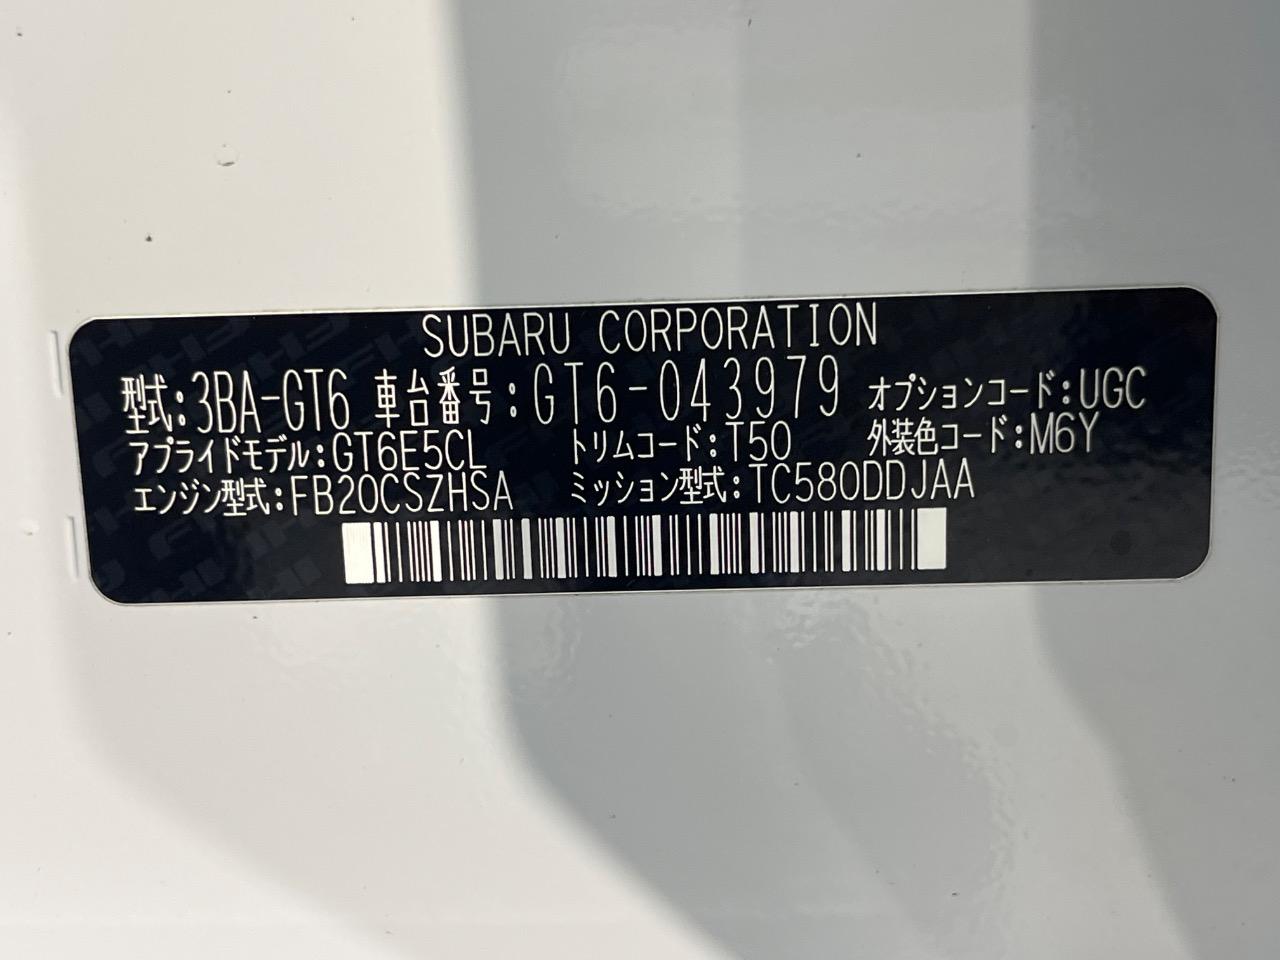 SUBARU CORPORATION
型式:3BA-GT6 車台番号:GT6-043979 オプションコード:UGC
アプライドモデル:GT6E5CL トリムコード:T50 外装色コード:M6Y
エンジン型式:FB20CSZHSA ミッション型式:TC580DDJAA